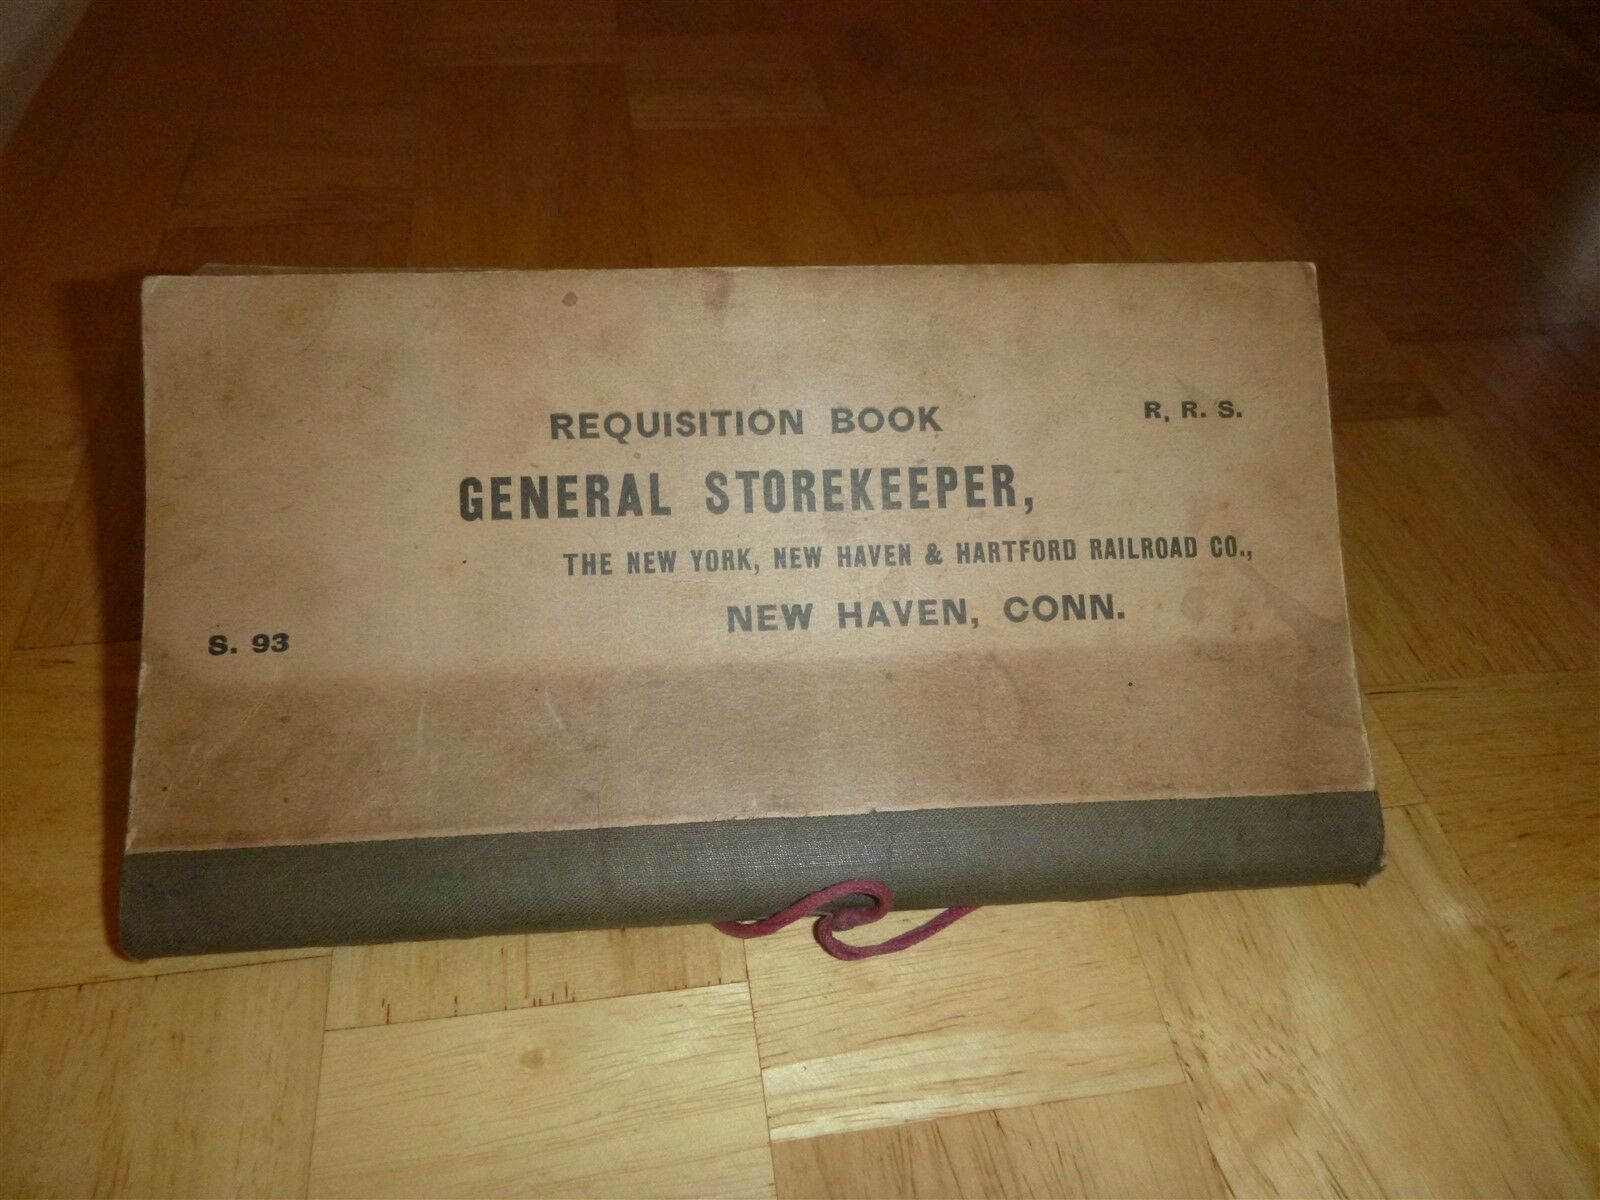 REQUISITION BOOK
R. R. S.
GENERAL STOREKEEPER,
THE NEW YORK, NEW HAVEN & HARTFORD RAILROAD CO.,
NEW HAVEN, CONN.
S. 93